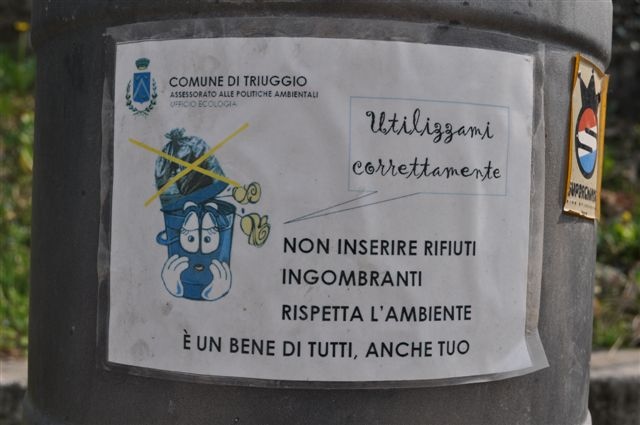 COMUNE DI TRIUGGIO
ASSESSORATO ALLE POLITICHE AMBIENTALI
UFFICIO ECOLOGIA
Utilizzami
correttamente
NON INSERIRE RIFIUTI
INGOMBRANTI
RISPETTA L'AMBIENTE
È UN BENE DI TUTTI, ANCHE TUO